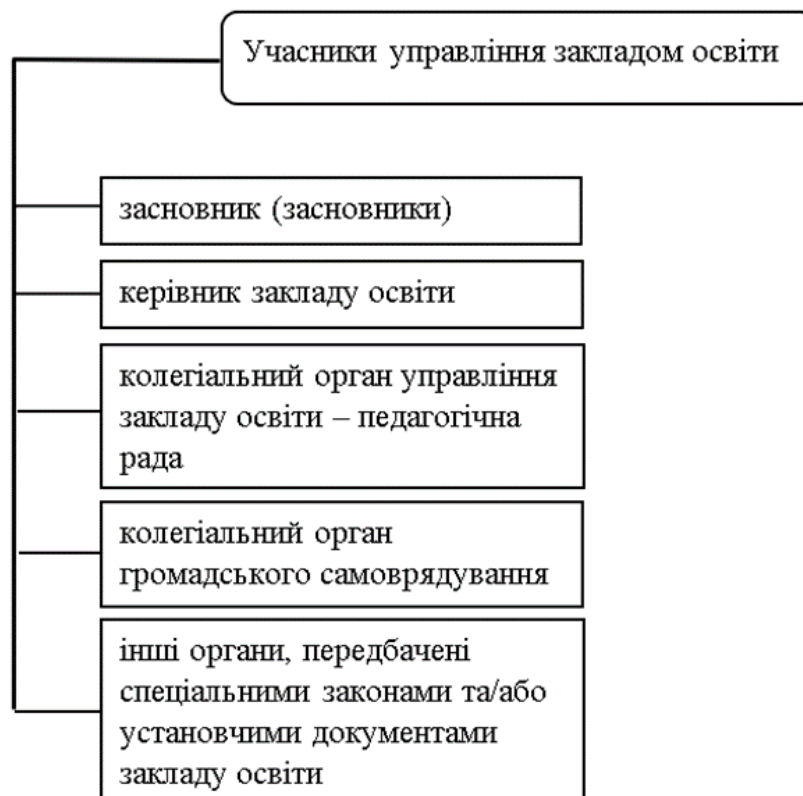 Учасники управління закладом освіти
засновник (засновники)
керівник закладу освіти
колегіальний орган управління
закладу освіти – педагогічна
рада
колегіальний орган
громадського самоврядування
інші органи, передбачені
спеціальними законами та/або
установчими документами
закладу освіти